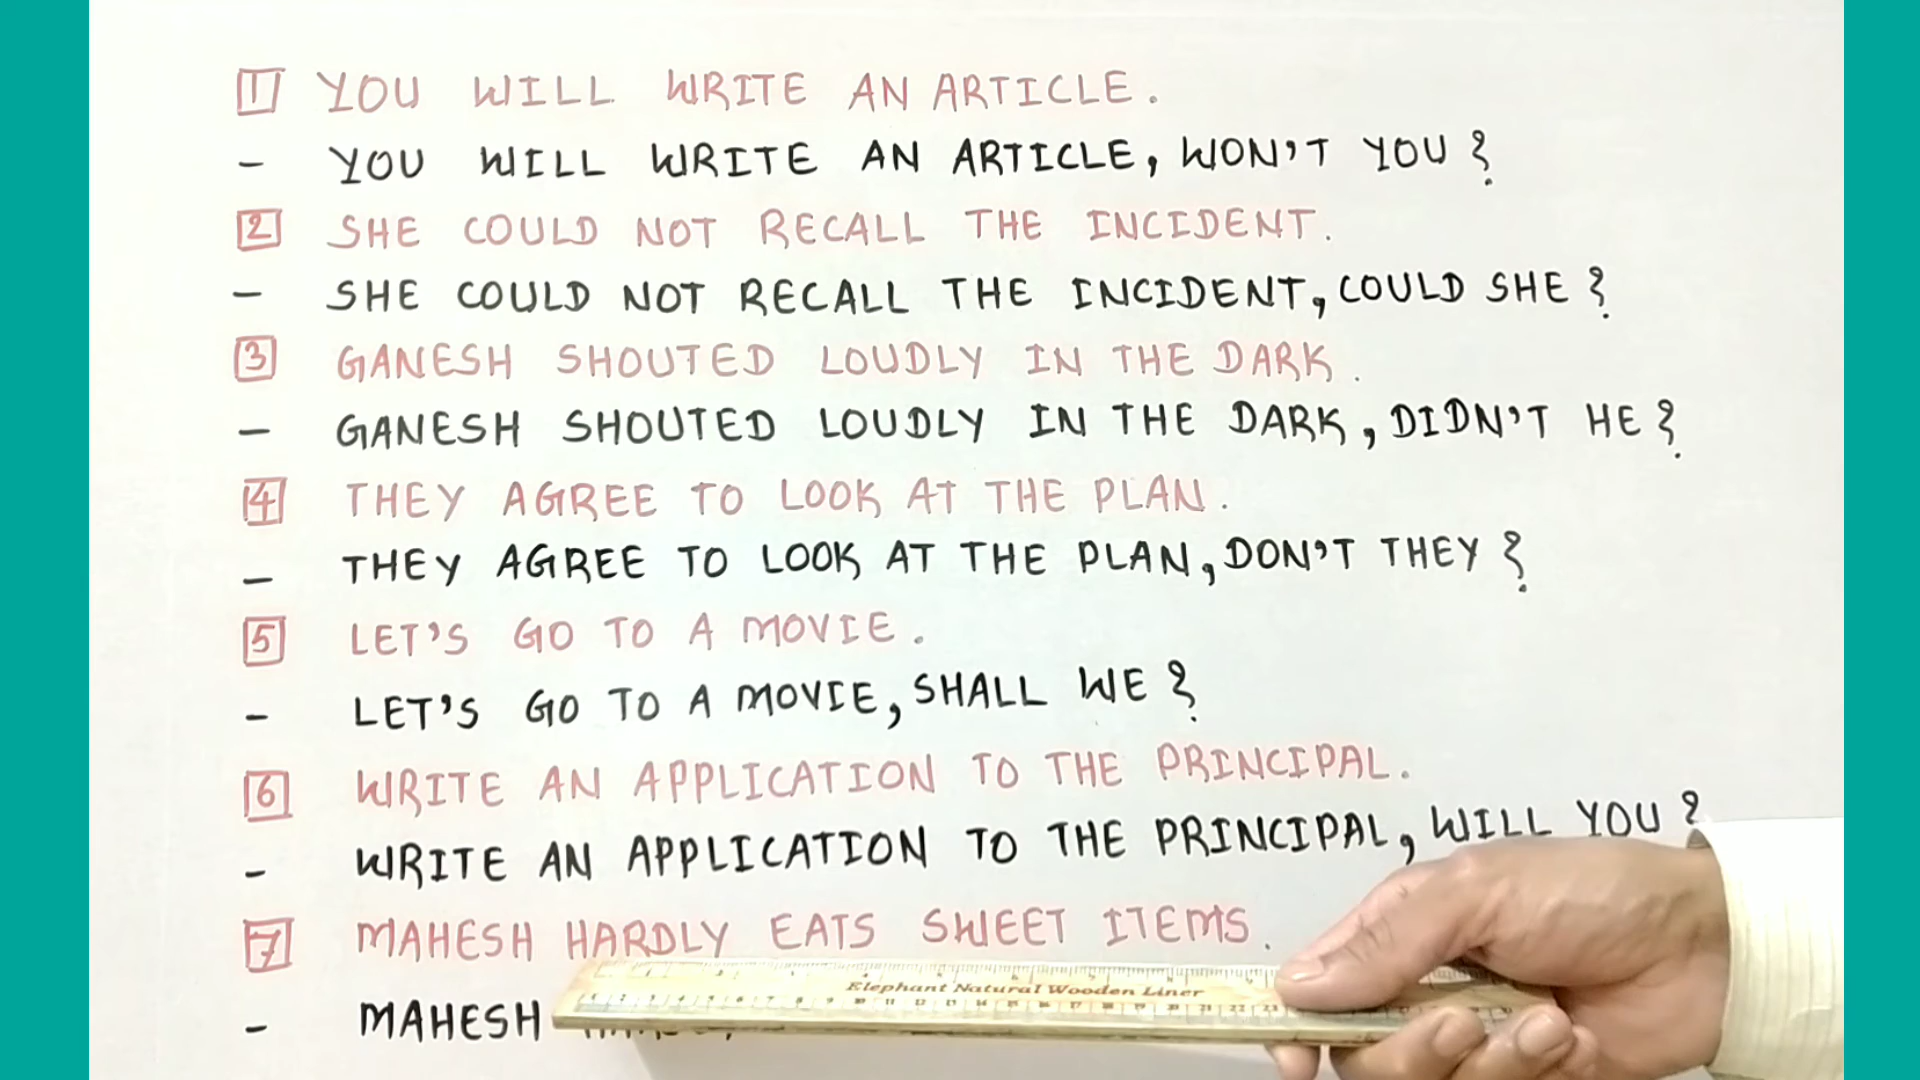 1 YOU WILL WRITE AN ARTICLE.
- YOU WILL WRITE AN ARTICLE, WON'T YOU?
2 SHE COULD NOT RECALL THE INCIDENT.
- SHE COULD NOT RECALL THE INCIDENT, COULD SHE?
3 GANESH SHOUTED LOUDLY IN THE DARK.
- GANESH SHOUTED LOUDLY IN THE DARK, DIDN'T HE?
4 THEY AGREE TO LOOK AT THE PLAN.
- THEY AGREE TO LOOK AT THE PLAN, DON'T THEY?
5 LET'S GO TO A MOVIE.
- LET'S GO TO A MOVIE, SHALL WE?
6 WRITE AN APPLICATION TO THE PRINCIPAL.
- WRITE AN APPLICATION TO THE PRINCIPAL, WILL YOU?
7 MAHESH HARDLY EATS SWEET ITEMS.
Elephant Natural Wooden Liner
- MAHESH